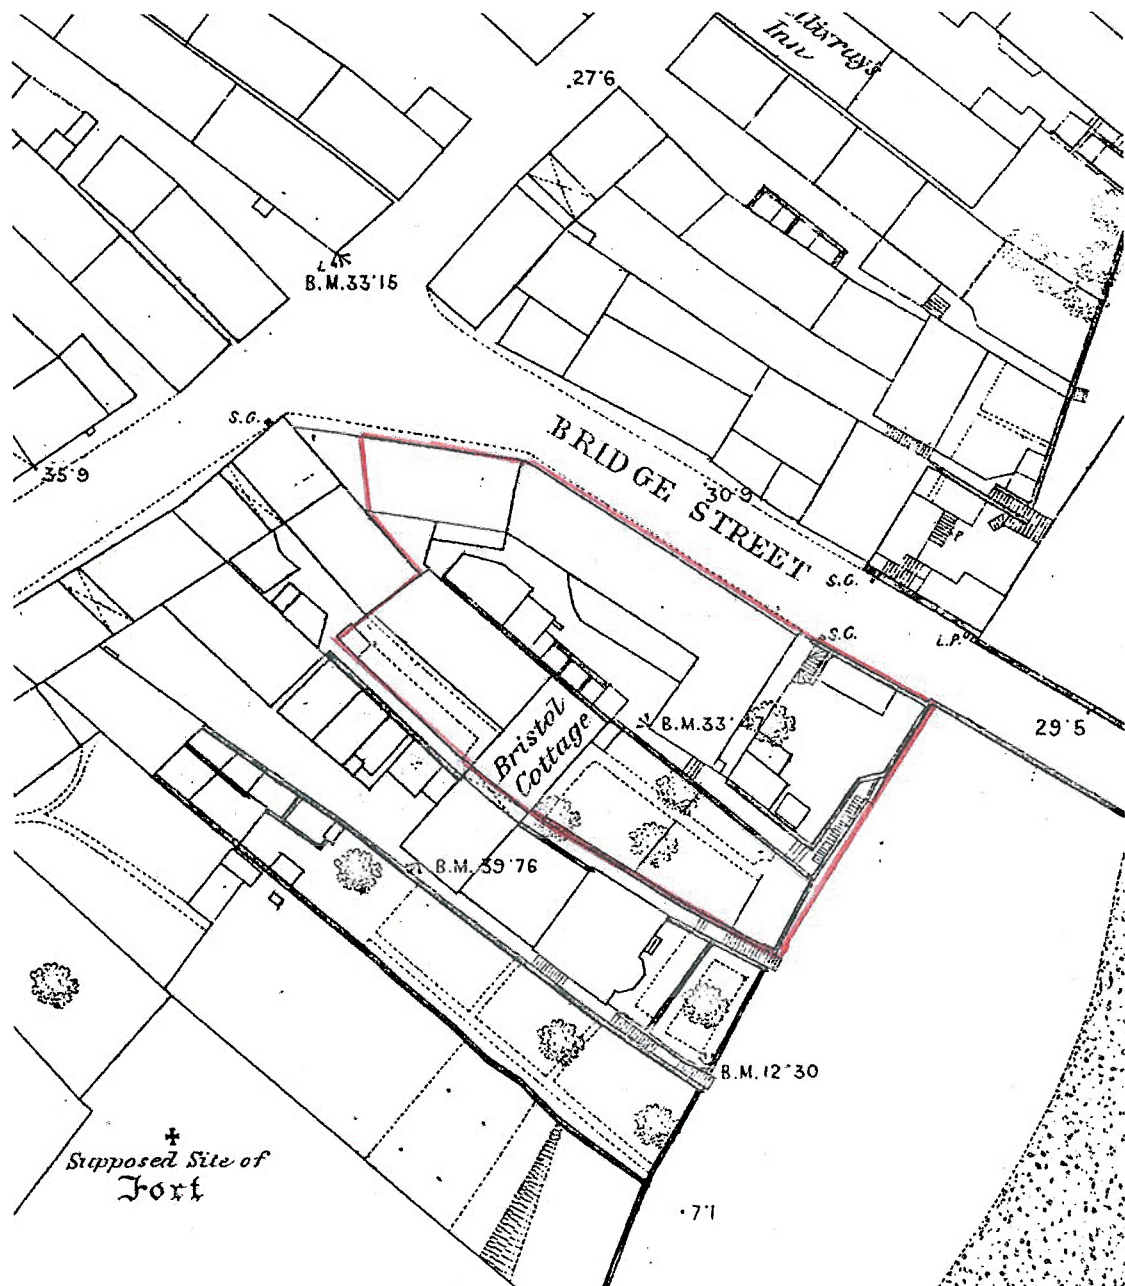 Inn
.27.6
B.M.33.15
S.G.
35.9
BRIDGE STREET
30.9
S.G.
L.P.
S.G.
B.M.33.47
29.5
Bristol
Cottage
B.M. 39.76
B.M.12.30
Supposed Site of
Fort
.7.1